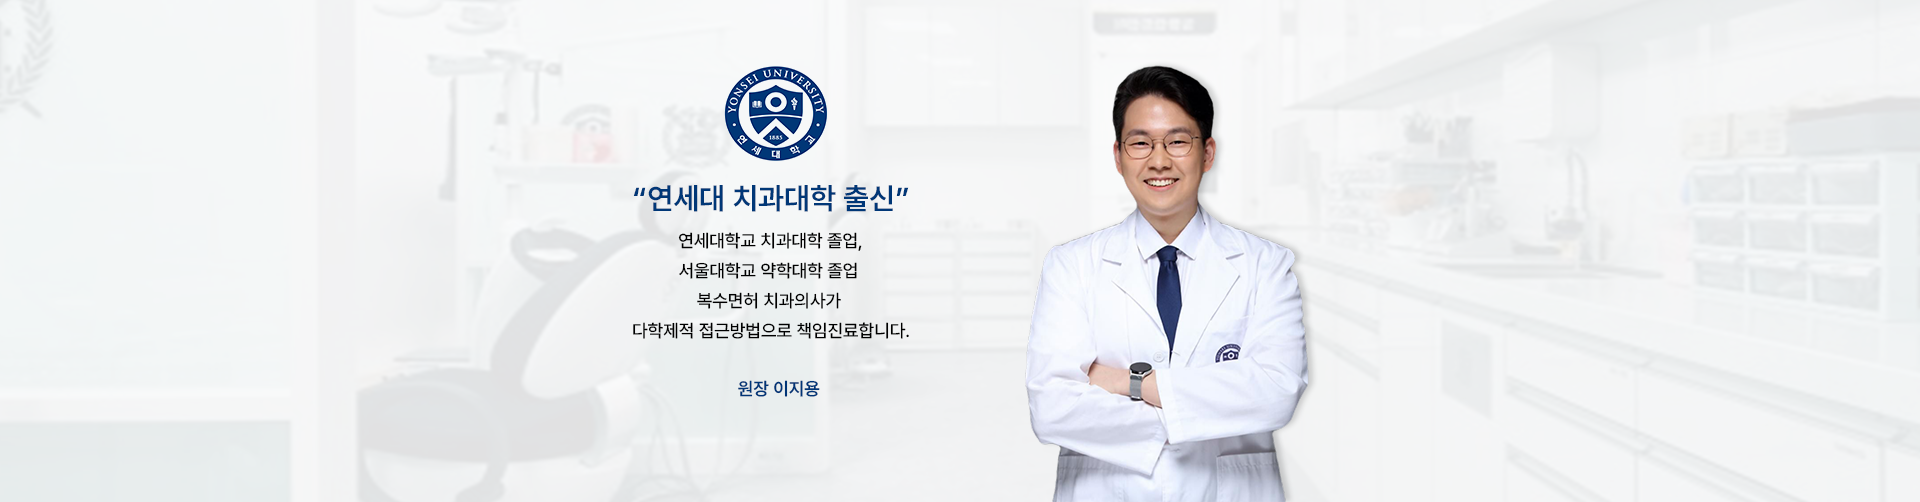 YONSEI UNIVERSITY
1885
연세대학교
“연세대 치과대학 출신”
연세대학교 치과대학 졸업,
서울대학교 약학대학 졸업
복수면허 치과의사가
다학제적 접근방법으로 책임진료합니다.
원장 이지용